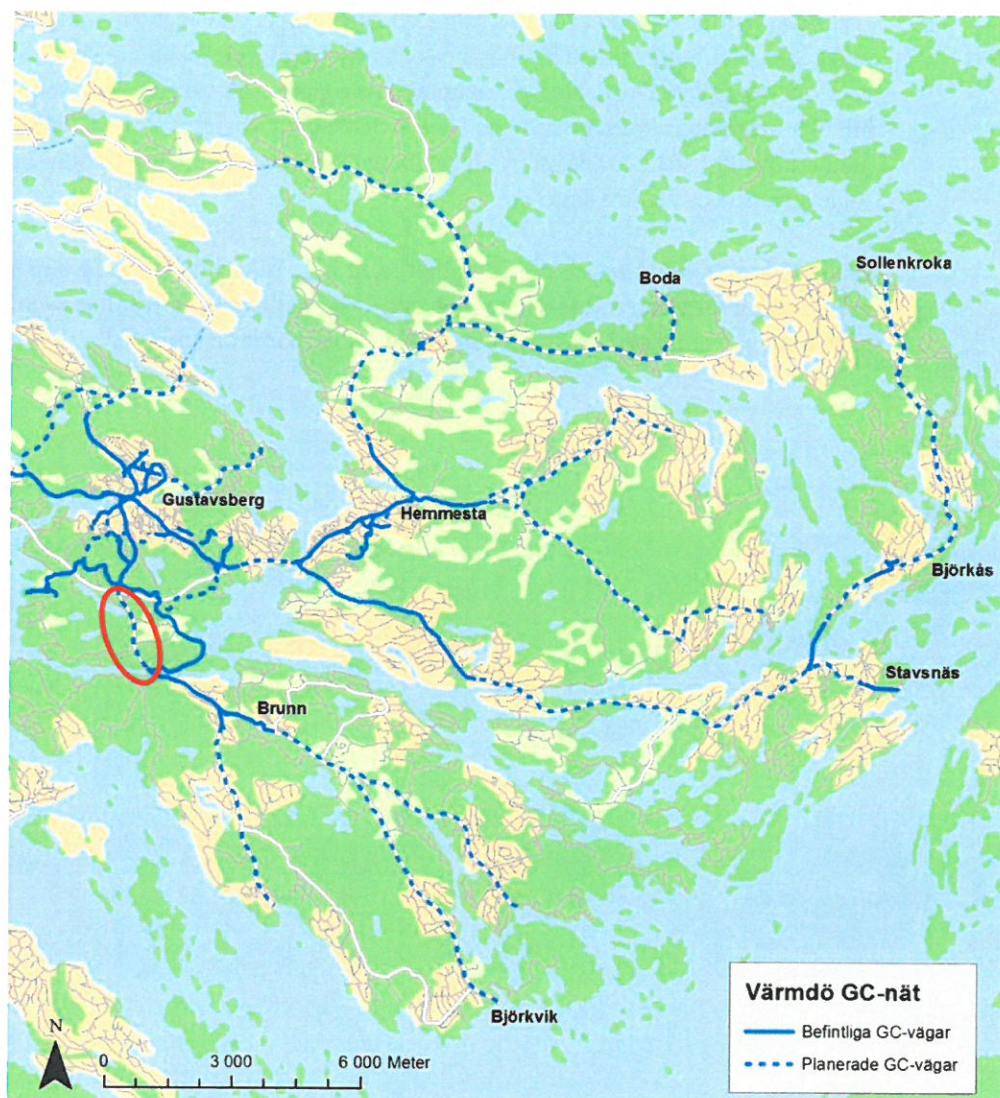 Sollenkroka
Boda
Gustavsberg
Hemmesta
Björkås
Stavsnäs
Brunn
Björkvik
Värmdö GC-nät
Befintliga GC-vägar
Planerade GC-vägar
N
0 3 000 6 000 Meter